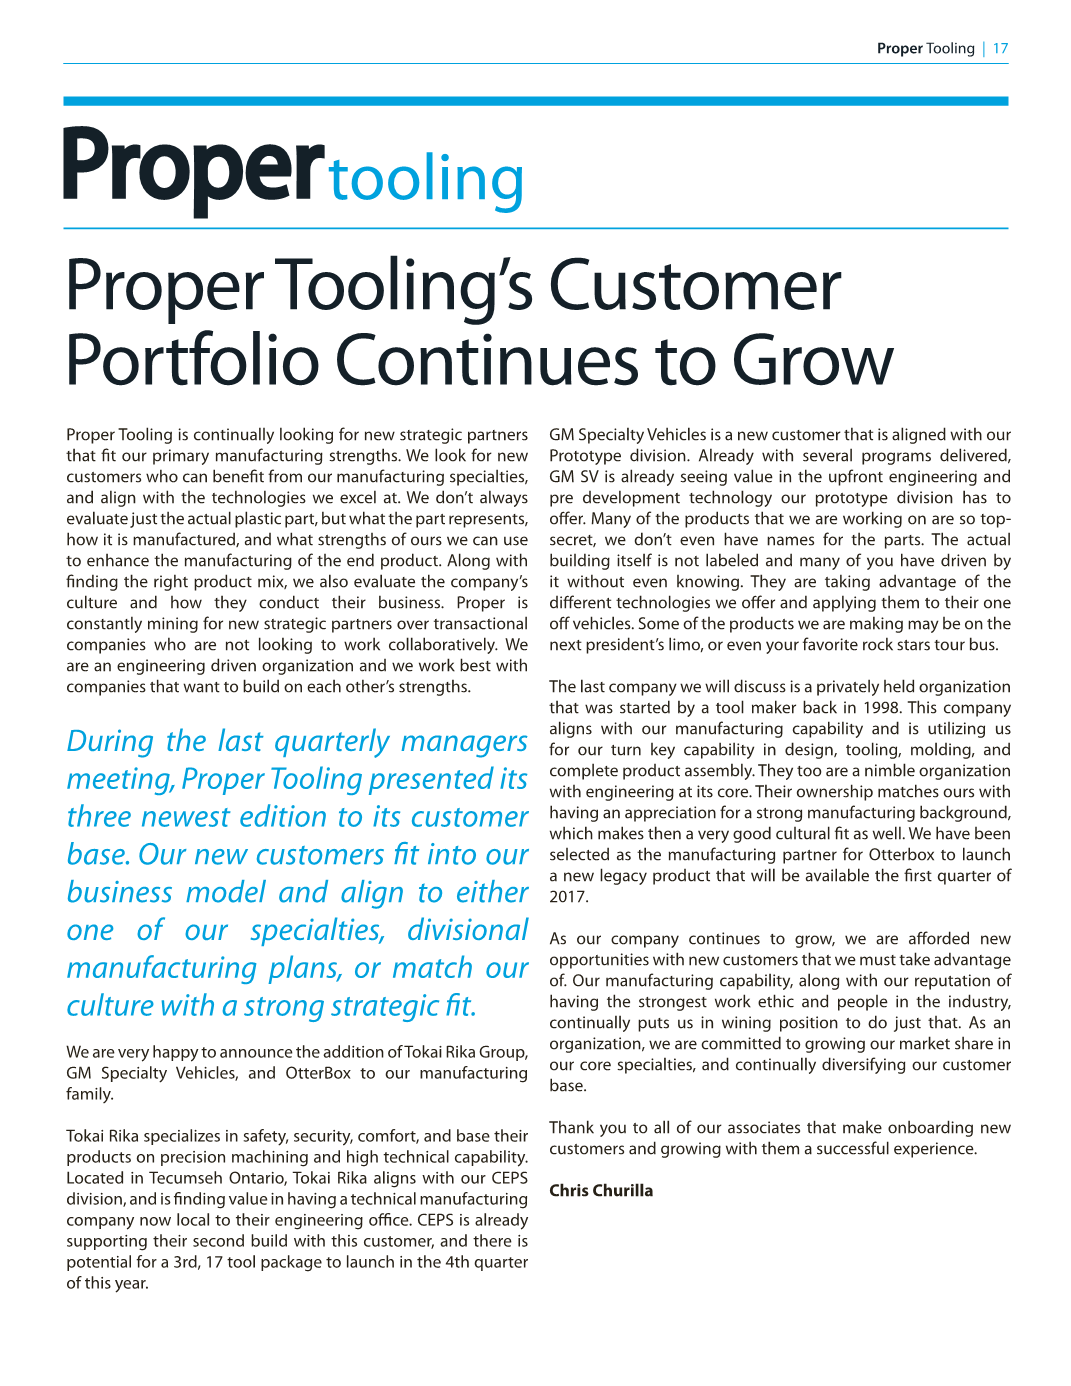 Proper Tooling | 17
Proper tooling
Proper Tooling’s Customer
Portfolio Continues to Grow
Proper Tooling is continually looking for new strategic partners
that fit our primary manufacturing strengths. We look for new
customers who can benefit from our manufacturing specialties,
and align with the technologies we excel at. We don’t always
evaluate just the actual plastic part, but what the part represents,
how it is manufactured, and what strengths of ours we can use
to enhance the manufacturing of the end product. Along with
finding the right product mix, we also evaluate the company’s
culture and how they conduct their business. Proper is
constantly mining for new strategic partners over transactional
companies who are not looking to work collaboratively. We
are an engineering driven organization and we work best with
companies that want to build on each other’s strengths.
During the last quarterly managers
meeting, Proper Tooling presented its
three newest edition to its customer
base. Our new customers fit into our
business model and align to either
one of our specialties, divisional
manufacturing plans, or match our
culture with a strong strategic fit.
We are very happy to announce the addition of Tokai Rika Group,
GM Specialty Vehicles, and OtterBox to our manufacturing
family.
Tokai Rika specializes in safety, security, comfort, and base their
products on precision machining and high technical capability.
Located in Tecumseh Ontario, Tokai Rika aligns with our CEPS
division, and is finding value in having a technical manufacturing
company now local to their engineering office. CEPS is already
supporting their second build with this customer, and there is
potential for a 3rd, 17 tool package to launch in the 4th quarter
of this year.
GM Specialty Vehicles is a new customer that is aligned with our
Prototype division. Already with several programs delivered,
GM SV is already seeing value in the upfront engineering and
pre development technology our prototype division has to
offer. Many of the products that we are working on are so top-
secret, we don’t even have names for the parts. The actual
building itself is not labeled and many of you have driven by
it without even knowing. They are taking advantage of the
different technologies we offer and applying them to their one
off vehicles. Some of the products we are making may be on the
next president’s limo, or even your favorite rock stars tour bus.
The last company we will discuss is a privately held organization
that was started by a tool maker back in 1998. This company
aligns with our manufacturing capability and is utilizing us
for our turn key capability in design, tooling, molding, and
complete product assembly. They too are a nimble organization
with engineering at its core. Their ownership matches ours with
having an appreciation for a strong manufacturing background,
which makes then a very good cultural fit as well. We have been
selected as the manufacturing partner for Otterbox to launch
a new legacy product that will be available the first quarter of
2017.
As our company continues to grow, we are afforded new
opportunities with new customers that we must take advantage
of. Our manufacturing capability, along with our reputation of
having the strongest work ethic and people in the industry,
continually puts us in wining position to do just that. As an
organization, we are committed to growing our market share in
our core specialties, and continually diversifying our customer
base.
Thank you to all of our associates that make onboarding new
customers and growing with them a successful experience.
Chris Churilla